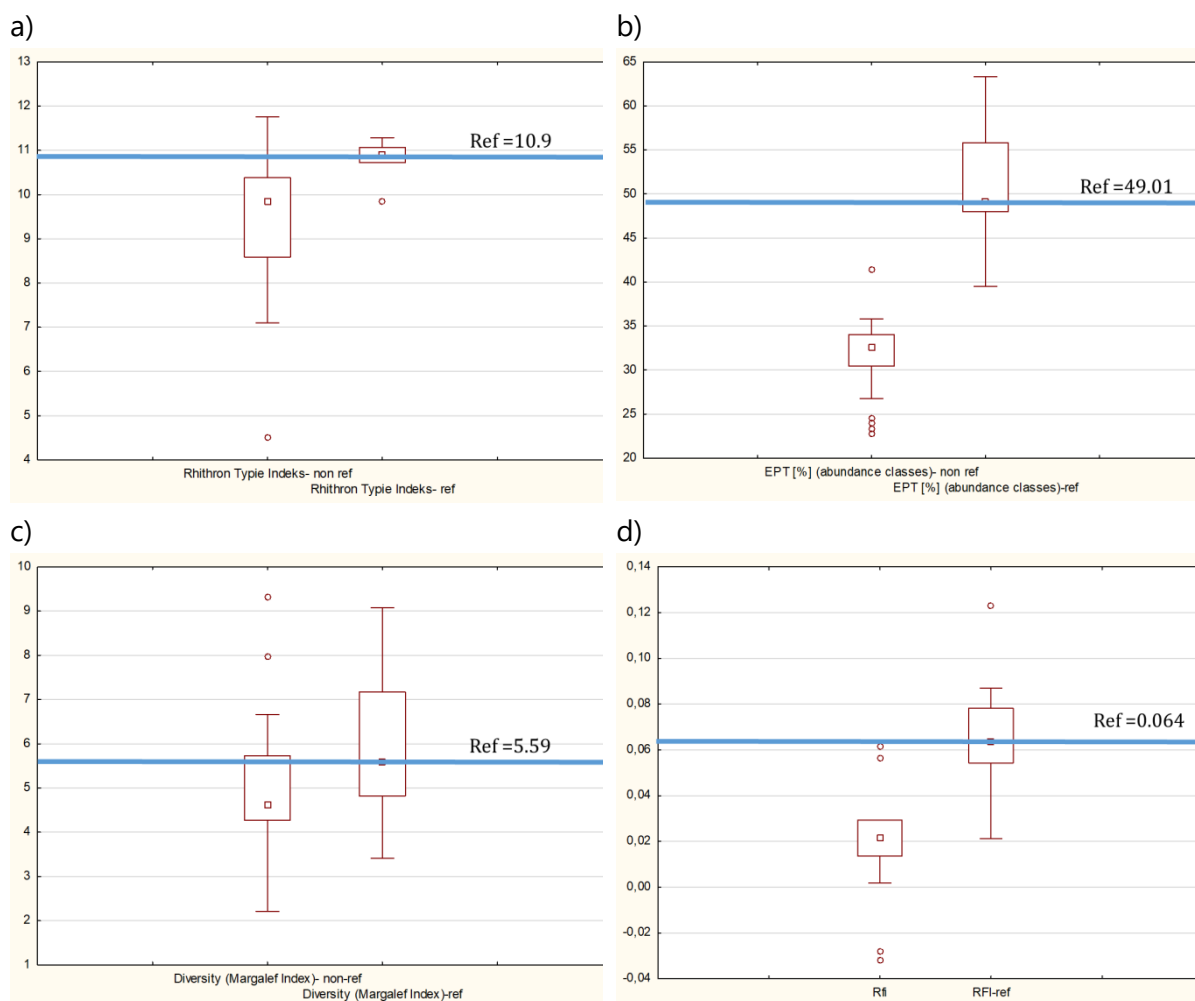 a)
13
12
11
10
9
8
7
6
5
4
Ref =10.9
Rhithron Typie Indeks- non ref
Rhithron Typie Indeks- ref
b)
65
60
55
50
45
40
35
30
25
20
Ref =49.01
EPT [%] (abundance classes)- non ref
EPT [%] (abundance classes)-ref
c)
10
9
8
7
6
5
4
3
2
1
Ref =5.59
Diversity (Margalef Index)- non-ref
Diversity (Margalef Index)-ref
d)
0,14
0,12
0,10
0,08
0,06
0,04
0,02
0,00
-0,02
-0,04
Ref =0.064
Rfi
RFI-ref